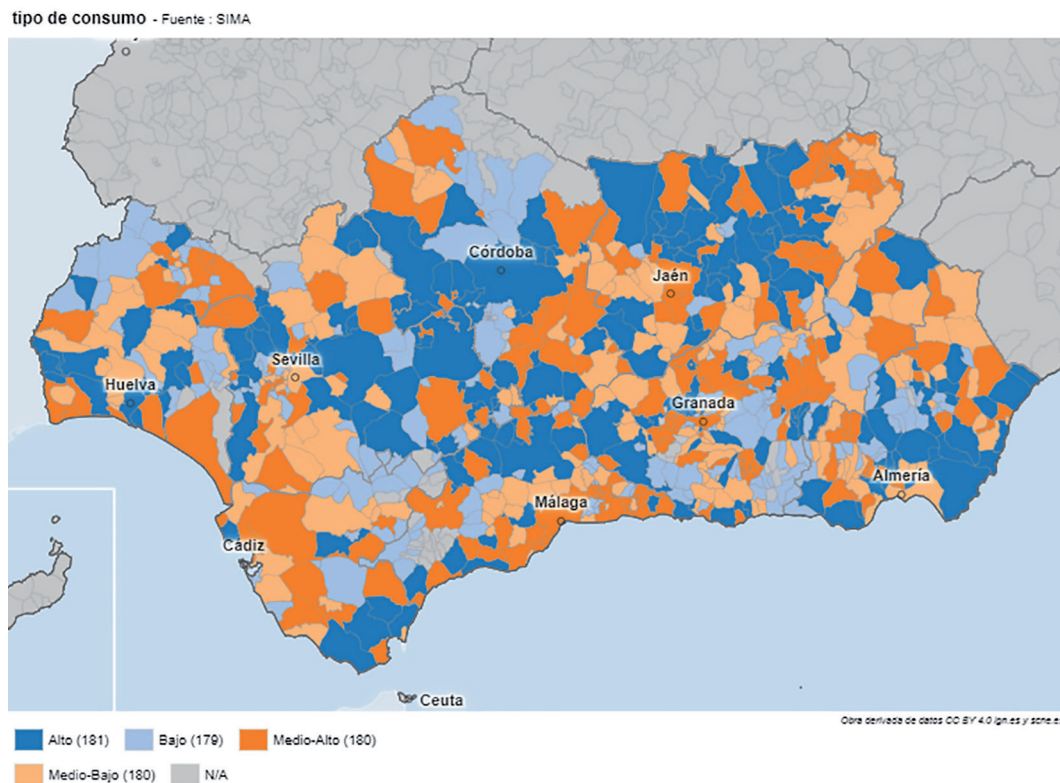 tipo de consumo - Fuente : SIMA
Córdoba
Jaén
Sevilla
Huelva
Granada
Almería
Málaga
Cádiz
Ceuta
Obra derivada de datos CC BY 4.0 ign.es y scne.es
Alto (181) Bajo (179) Medio-Alto (180)
Medio-Bajo (180) N/A